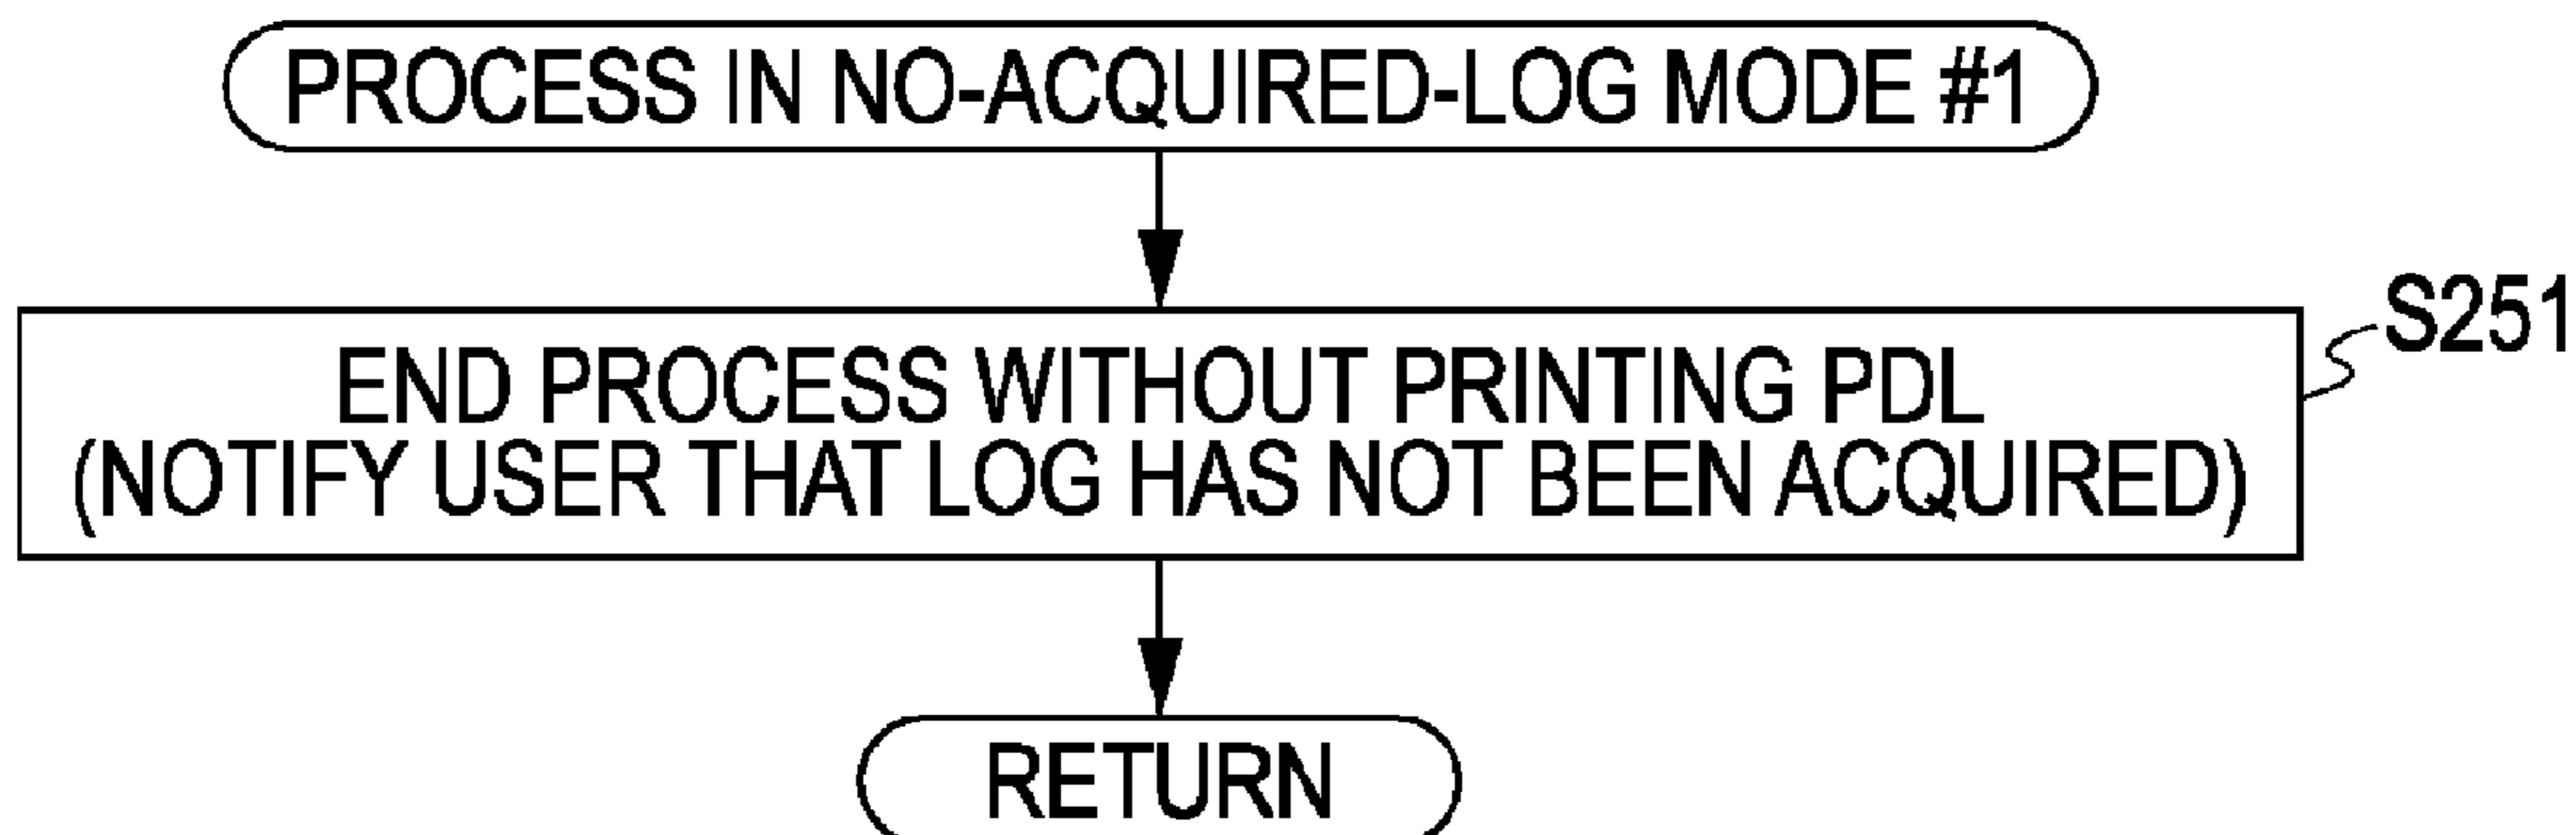 PROCESS IN NO-ACQUIRED-LOG MODE #1
S251
END PROCESS WITHOUT PRINTING PDL
(NOTIFY USER THAT LOG HAS NOT BEEN ACQUIRED)
RETURN